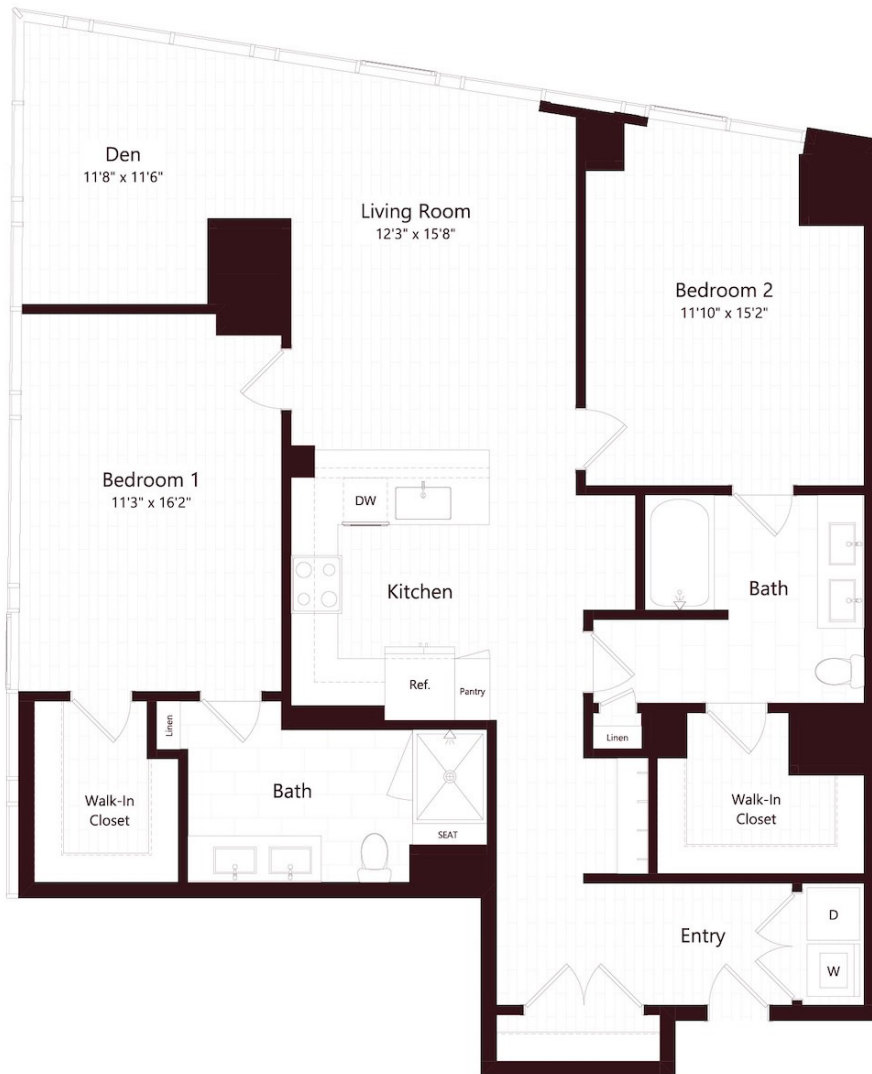 Den
11'8" x 11'6"
Living Room
12'3" x 15'8"
Bedroom 2
11'10" x 15'2"
Bedroom 1
11'3" x 16'2"
DW
Kitchen
Bath
Ref.
Pantry
Linen
Linen
Bath
Walk-In
Closet
SEAT
Walk-In
Closet
Entry
D
W